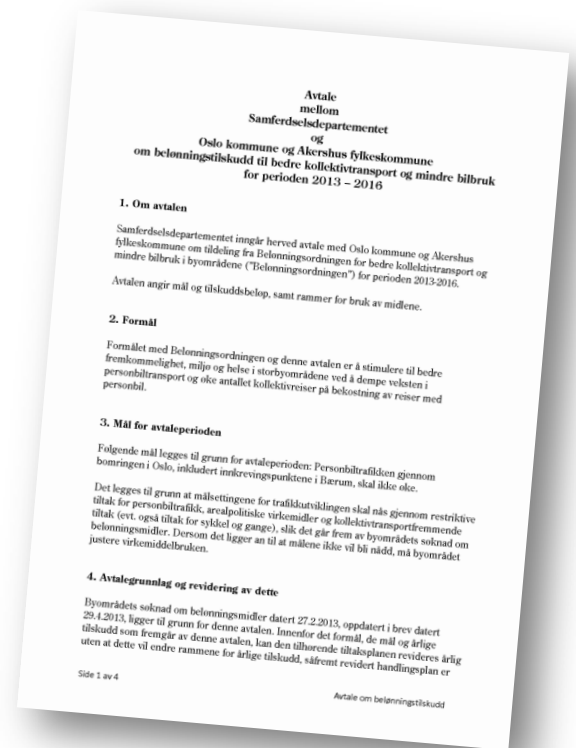 Avtale
mellom
Samferdselsdepartementet
og
Oslo kommune og Akershus fylkeskommune
om belønningstilskudd til bedre kollektivtransport og mindre bilbruk
for perioden 2013 – 2016
1. Om avtalen
Samferdselsdepartementet inngår herved avtale med Oslo kommune og Akershus
fylkeskommune om tildeling fra Belønningsordningen for bedre kollektivtransport og
mindre bilbruk i byområdene ("Belønningsordningen") for perioden 2013-2016.
Avtalen angir mål og tilskuddsbeløp, samt rammer for bruk av midlene.
2. Formål
Formålet med Belønningsordningen og denne avtalen er å stimulere til bedre
fremkommelighet, miljø og helse i storbyområdene ved å dempe veksten i
personbiltransport og øke antallet kollektivreiser på bekostning av reiser med
personbil.
3. Mål for avtaleperioden
Følgende mål legges til grunn for avtaleperioden: Personbiltrafikken gjennom
bomringen i Oslo, inkludert innkrevingspunktene i Bærum, skal ikke øke.
Det legges til grunn at målsettingene for trafikkutviklingen skal nås gjennom restriktive
tiltak for personbiltrafikk, arealpolitiske virkemidler og kollektivtransportfremmende
tiltak (evt. også tiltak for sykkel og gange), slik det går frem av byområdets søknad om
belønningsmidler. Dersom det ligger an til at målene ikke vil bli nådd, må byområdet
justere virkemiddelbruken.
4. Avtalegrunnlag og revidering av dette
Byområdets søknad om belønningsmidler datert 27.2.2013, oppdatert i brev datert
29.4.2013, ligger til grunn for denne avtalen. Innenfor det formål, de mål og årlige
tilskudd som fremgår av denne avtalen, kan den tilhørende tiltaksplanen revideres årlig
uten at dette vil endre rammene for årlige tilskudd, såfremt revidert handlingsplan er
Side 1 av 4
Avtale om belønningstilskudd